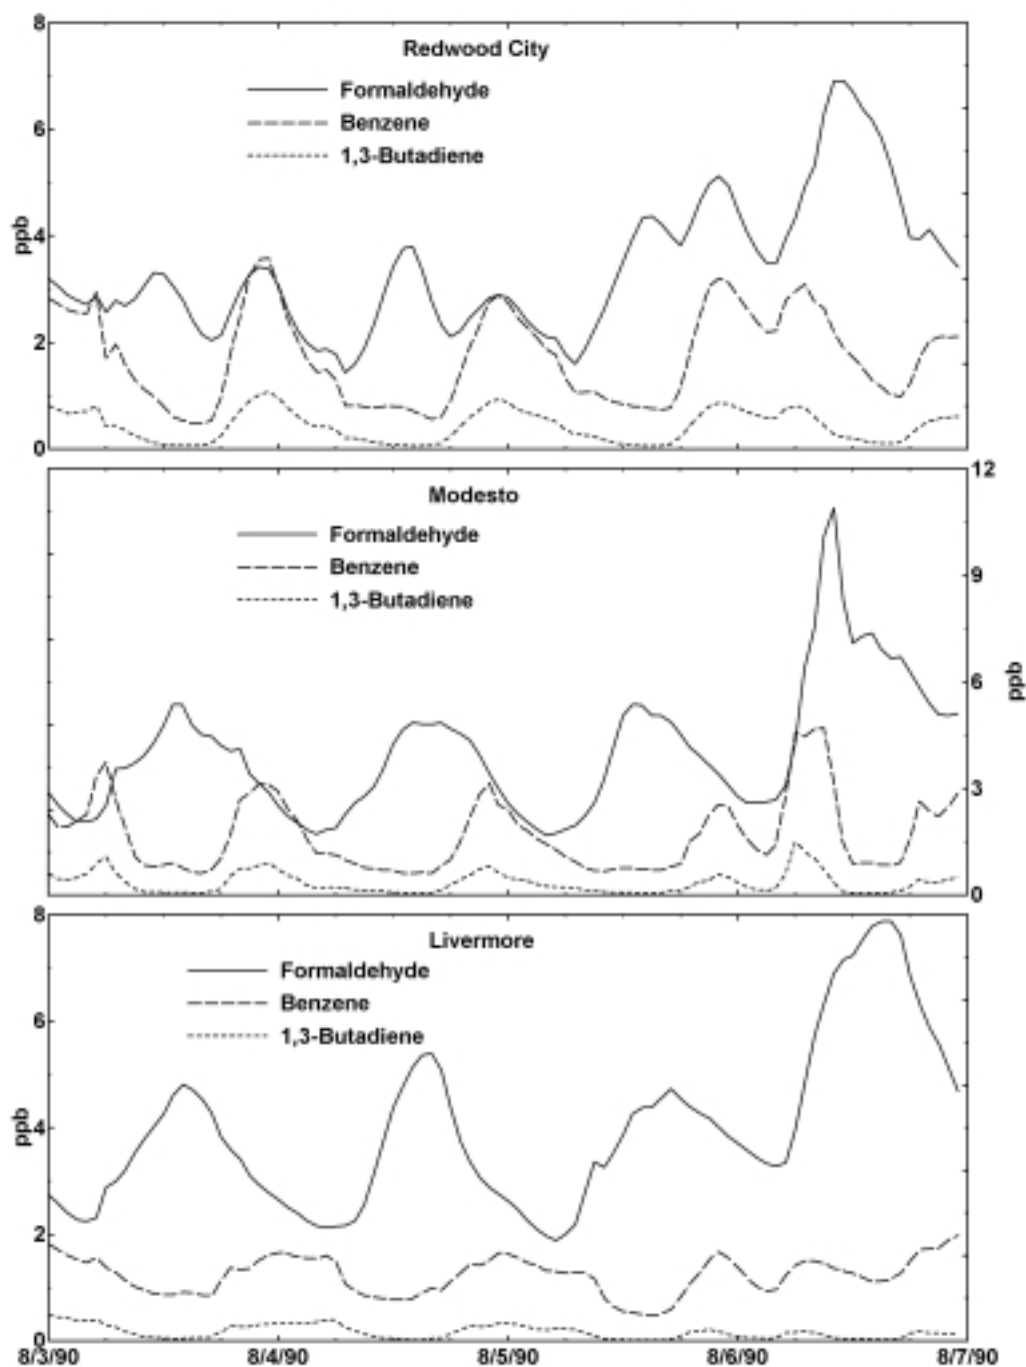 8
Redwood City
Formaldehyde
Benzene
1,3-Butadiene
6
4
ppb
2
0
12
Modesto
Formaldehyde
Benzene
1,3-Butadiene
9
6
ppb
3
0
8
Livermore
Formaldehyde
Benzene
1,3-Butadiene
6
4
ppb
2
0
8/3/90 8/4/90 8/5/90 8/6/90 8/7/90